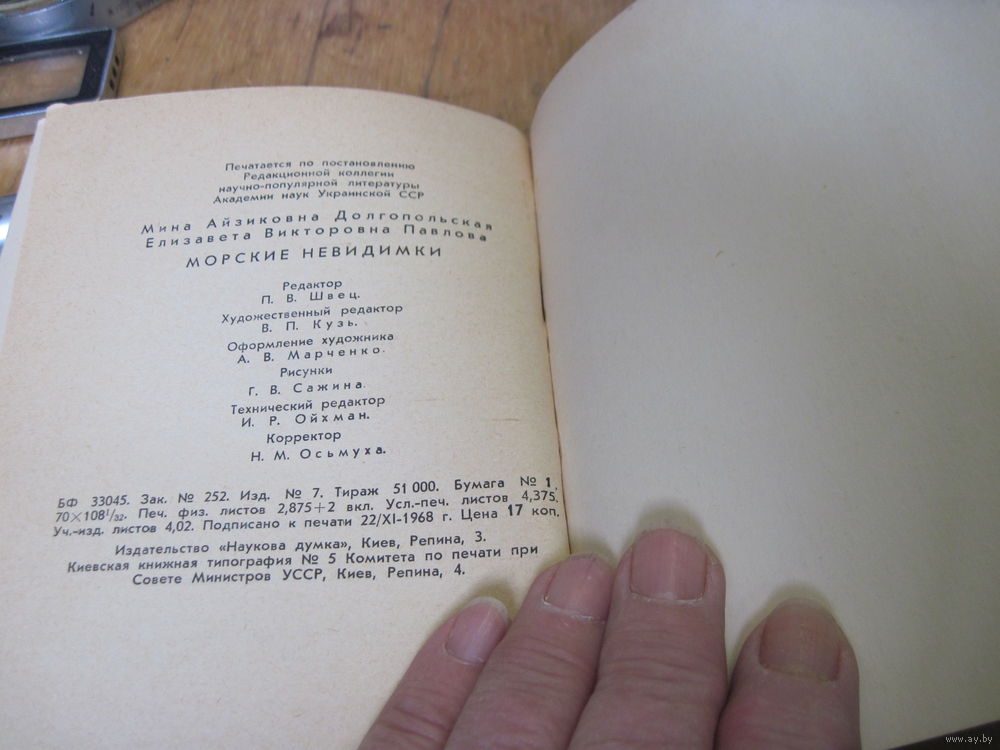 Печатается по постановлению
Редакционной коллегии
научно-популярной литературы
Академии наук Украинской ССР
Мина Айзиковна Долгопольская
Елизавета Викторовна Павлова
МОРСКИЕ НЕВИДИМКИ
Редактор
П. В. Швец.
Художественный редактор
В. П. Кузь.
Оформление художника
А. В. Марченко.
Рисунки
Г. В. Сажина.
Технический редактор
И. Р. Ойхман.
Корректор
Н. М. Осьмуха.
БФ 33045. Зак. № 252. Изд. № 7. Тираж 51 000. Бумага № 1,
70×108¹/₃₂. Печ. физ. листов 2,875+2 вкл. Усл.-печ. листов 4,375.
Уч.-изд. листов 4,02. Подписано к печати 22/XI-1968 г. Цена 17 коп.
Издательство «Наукова думка», Киев, Репина, 3.
Киевская книжная типография № 5 Комитета по печати при
Совете Министров УССР, Киев, Репина, 4.
www.ay.by